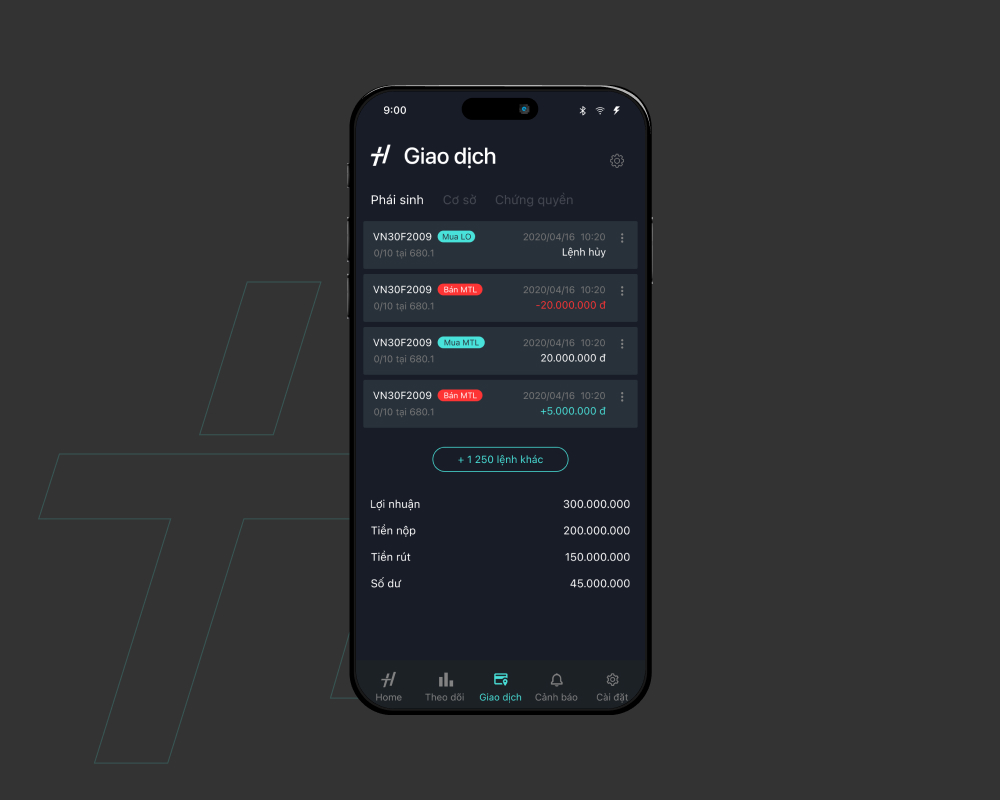 9:00
Giao dịch
Phái sinh Cơ sở Chứng quyền
VN30F2009 Mua LO 2020/04/16 10:20
0/10 tại 680.1 Lệnh hủy
VN30F2009 Bán MTL 2020/04/16 10:20
0/10 tại 680.1 -20.000.000 đ
VN30F2009 Mua MTL 2020/04/16 10:20
0/10 tại 680.1 20.000.000 đ
VN30F2009 Bán MTL 2020/04/16 10:20
0/10 tại 680.1 +5.000.000 đ
+ 1 250 lệnh khác
Lợi nhuận 300.000.000
Tiền nộp 200.000.000
Tiền rút 150.000.000
Số dư 45.000.000
Home Theo dõi Giao dịch Cảnh báo Cài đặt